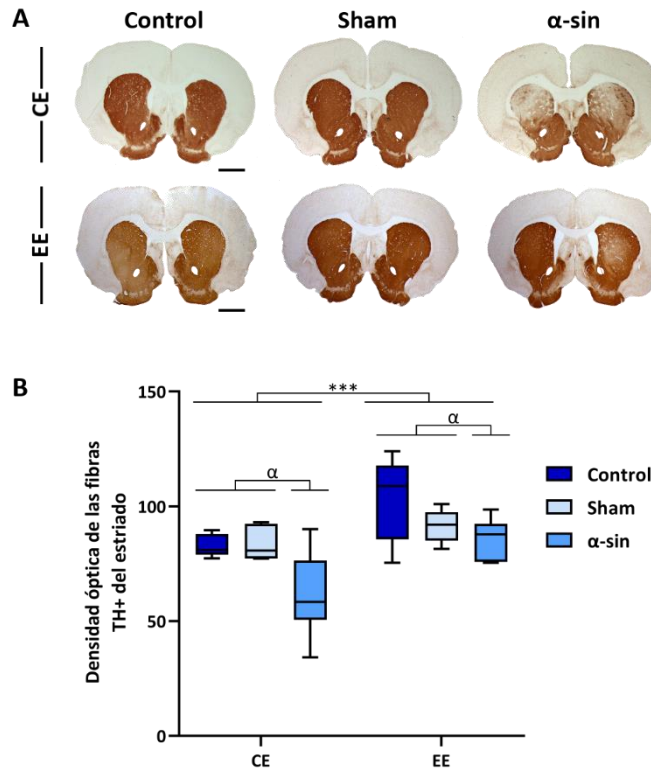 A
Control
Sham
α-sin
CE
EE
B
Densidad óptica de las fibras
TH+ del estriado
150
100
50
0
***
α
α
CE
EE
Control
Sham
α-sin